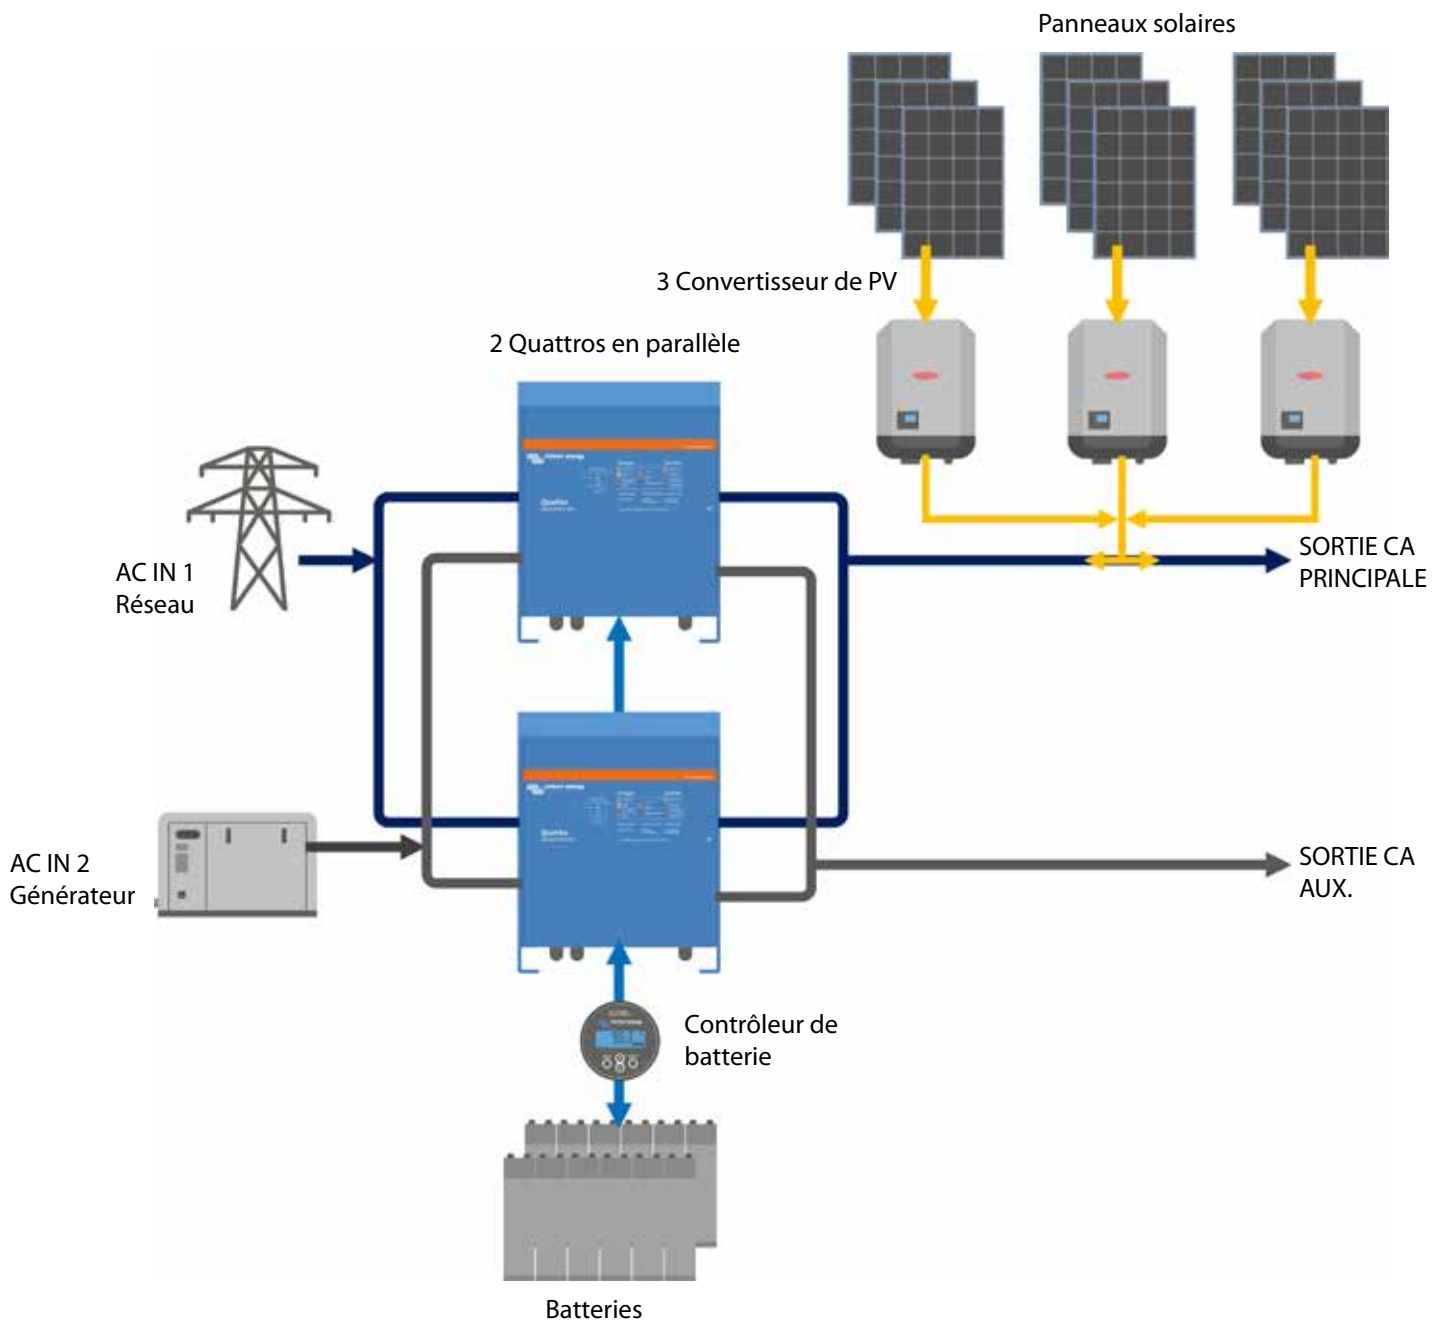 Panneaux solaires
3 Convertisseur de PV
2 Quattros en parallèle
AC IN 1
Réseau
SORTIE CA
PRINCIPALE
AC IN 2
Générateur
SORTIE CA
AUX.
Contrôleur de
batterie
Batteries